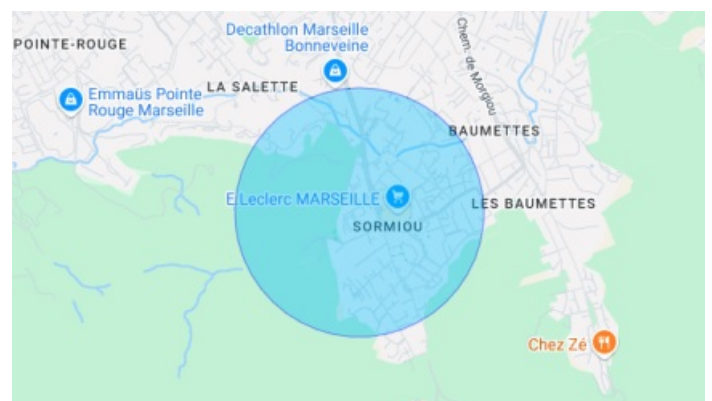 Decathlon Marseille
Bonneveine
POINTE-ROUGE
Chem. de Morgiou
LA SALETTE
Emmaüs Pointe
Rouge Marseille
BAUMETTES
E.Leclerc MARSEILLE
LES BAUMETTES
SORMIOU
Chez Zé